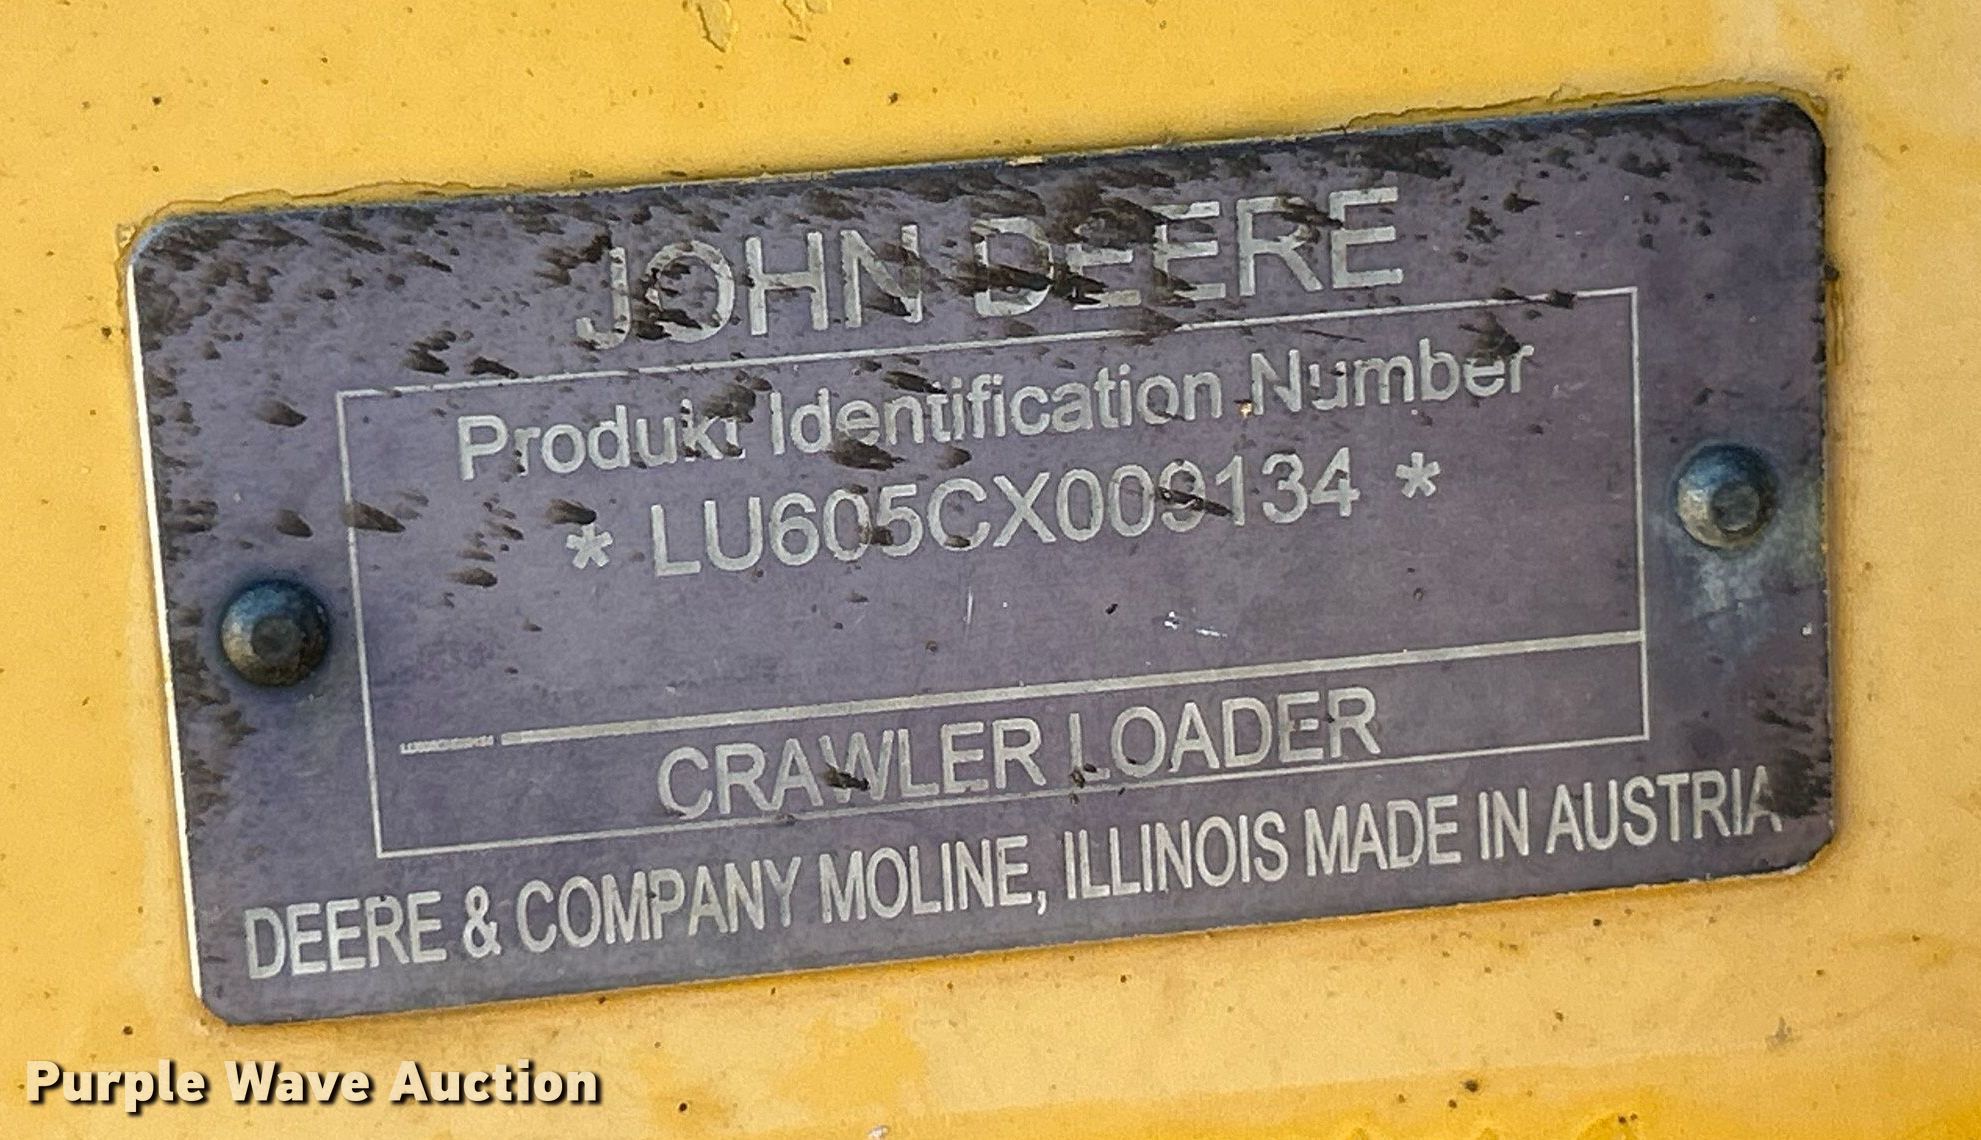 JOHN DEERE
Produkt Identification Number
* LU605CX009134 *
CRAWLER LOADER
DEERE & COMPANY MOLINE, ILLINOIS MADE IN AUSTRIA
Purple Wave Auction